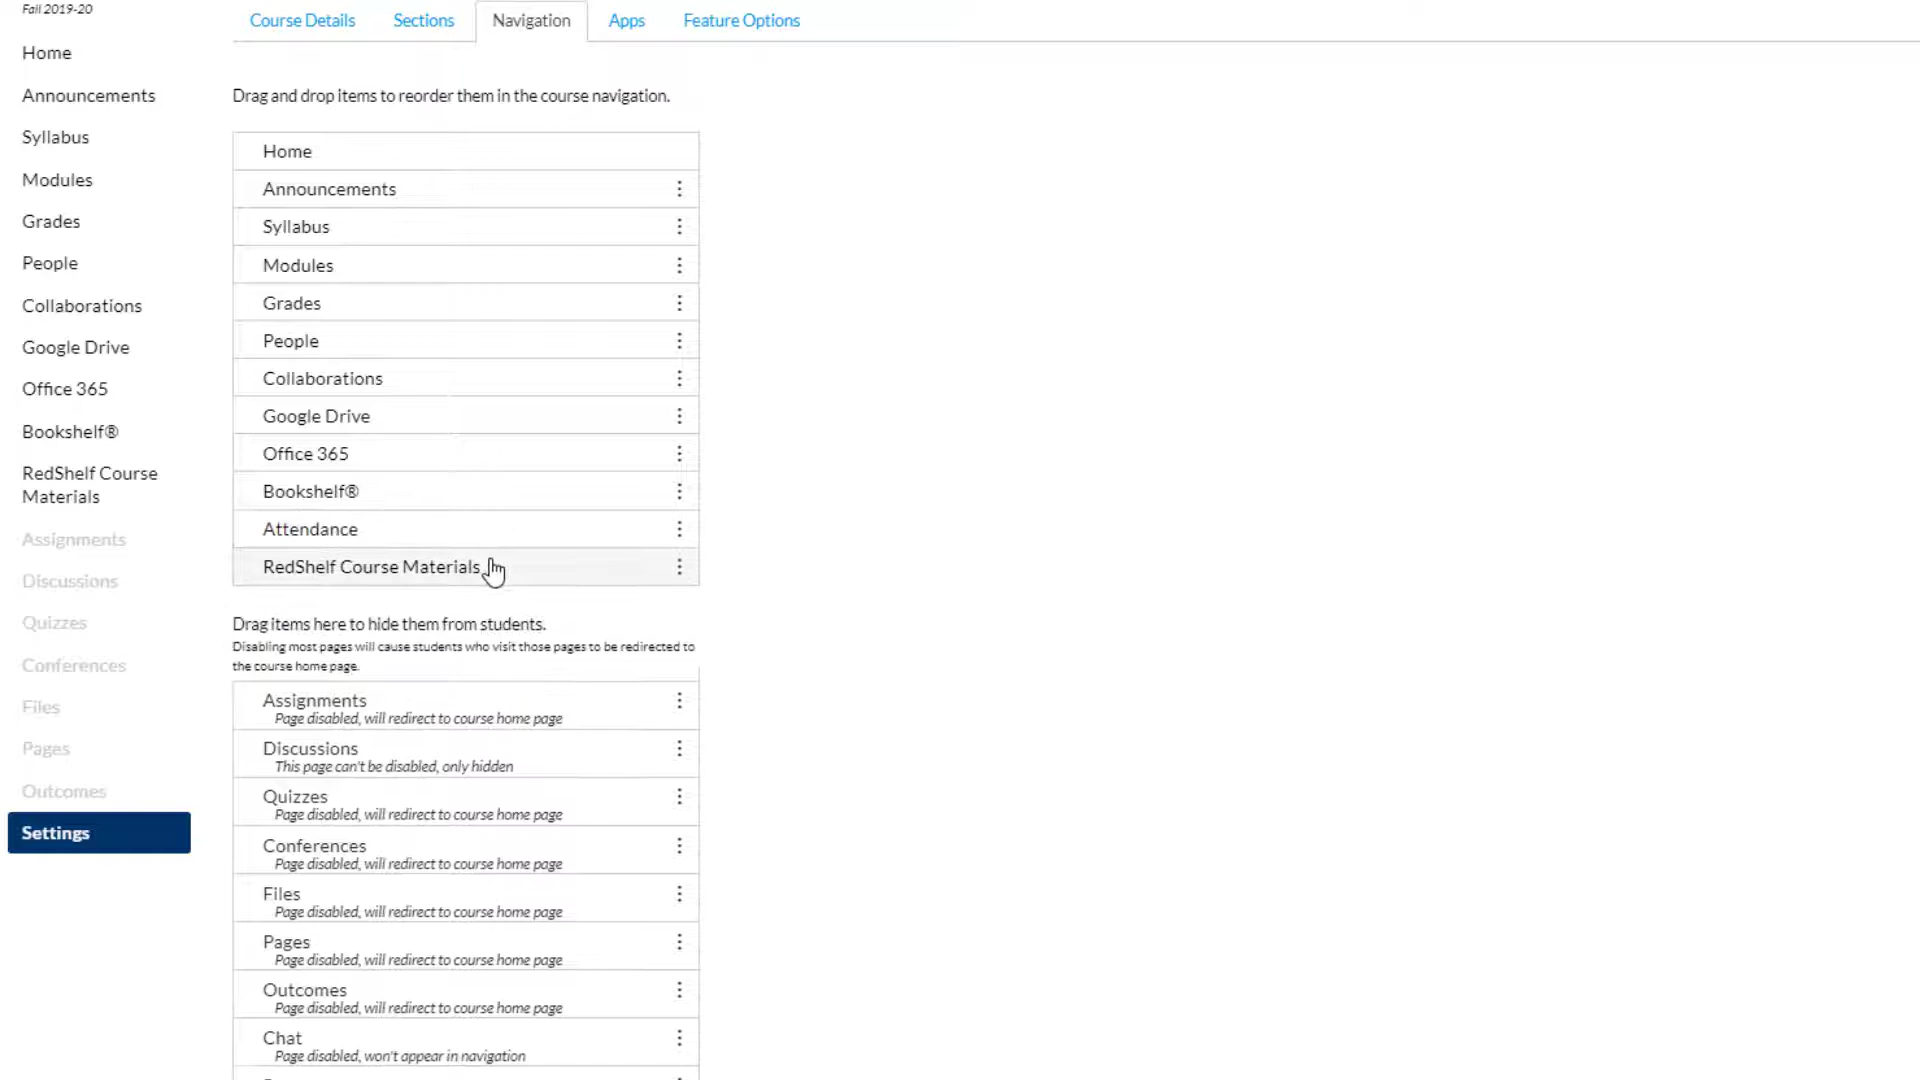 Fall 2019-20
Home
Announcements
Syllabus
Modules
Grades
People
Collaborations
Google Drive
Office 365
Bookshelf®
RedShelf Course
Materials
Assignments
Discussions
Quizzes
Conferences
Files
Pages
Outcomes
Settings
Course Details
Sections
Navigation
Apps
Feature Options
Drag and drop items to reorder them in the course navigation.
Home
Announcements
Syllabus
Modules
Grades
People
Collaborations
Google Drive
Office 365
Bookshelf®
Attendance
RedShelf Course Materials
Drag items here to hide them from students.
Disabling most pages will cause students who visit those pages to be redirected to
the course home page.
Assignments
Page disabled, will redirect to course home page
Discussions
This page can't be disabled, only hidden
Quizzes
Page disabled, will redirect to course home page
Conferences
Page disabled, will redirect to course home page
Files
Page disabled, will redirect to course home page
Pages
Page disabled, will redirect to course home page
Outcomes
Page disabled, will redirect to course home page
Chat
Page disabled, won't appear in navigation